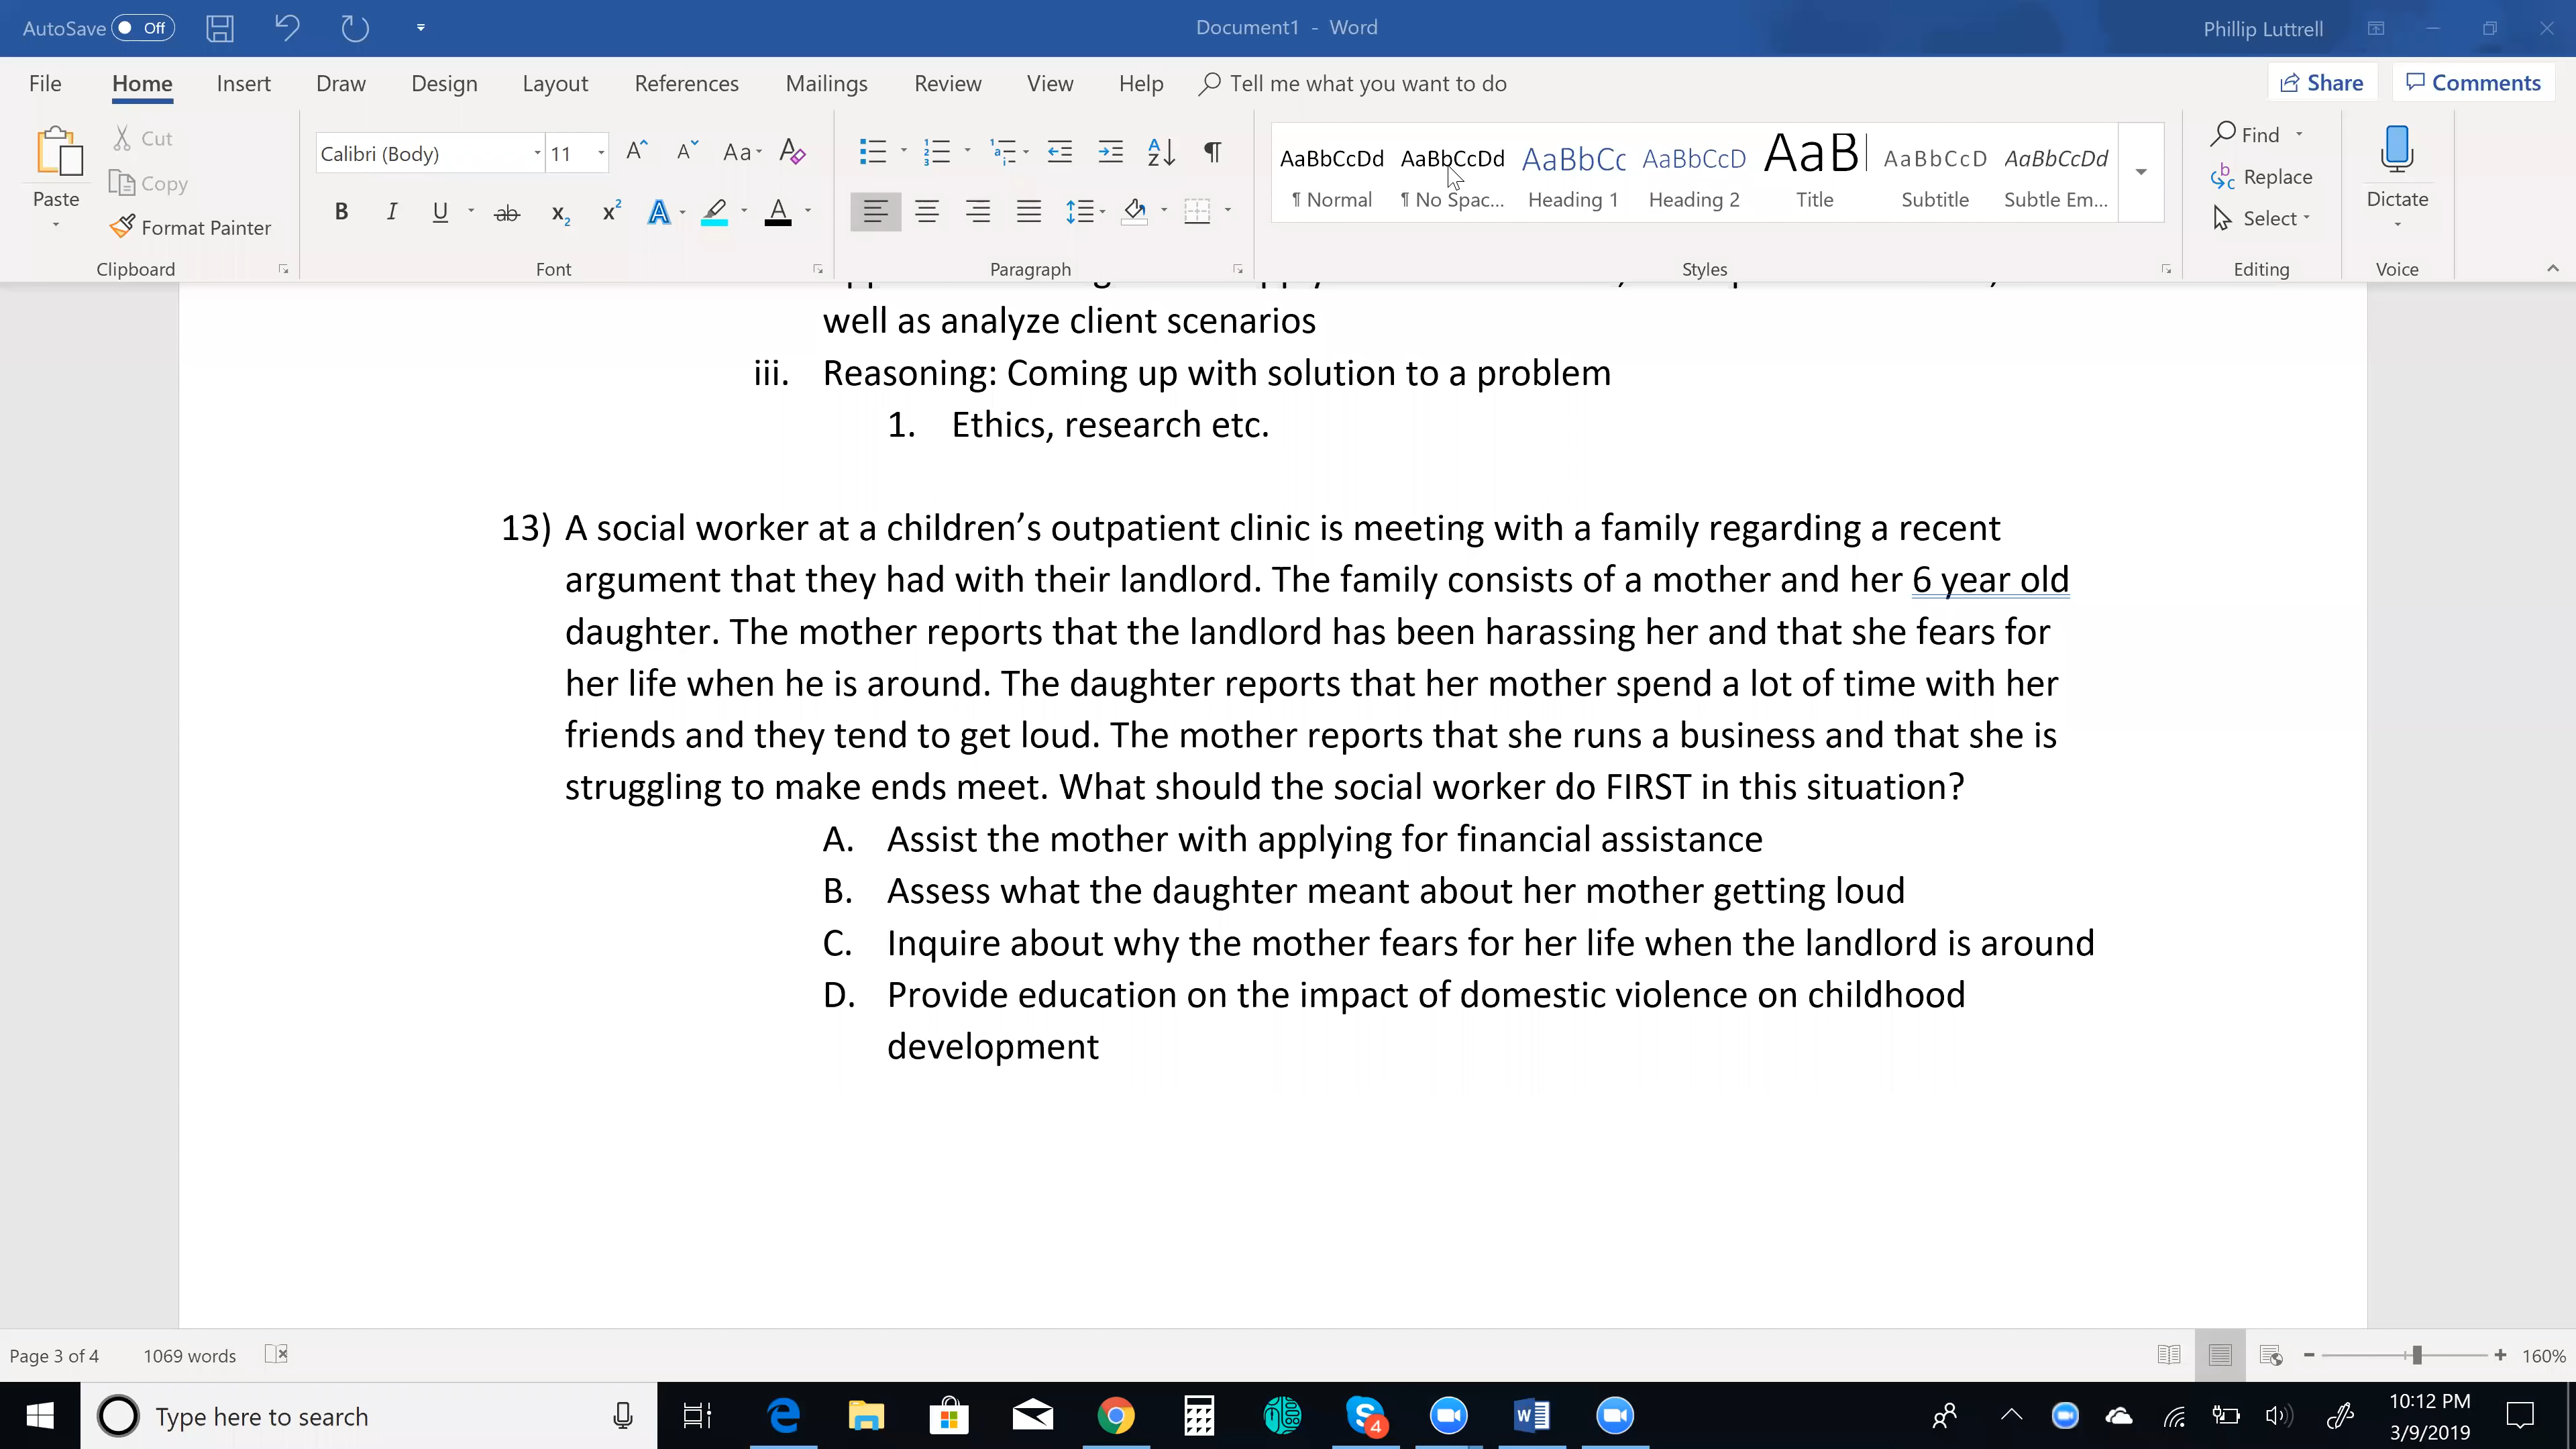 AutoSave Off Document1 - Word Phillip Luttrell
File Home Insert Draw Design Layout References Mailings Review View Help Tell me what you want to do Share Comments
Paste Cut Copy Format Painter Clipboard
Calibri (Body) 11 Font
Paragraph
AaBbCcDd AaBbCcDd AaBbCc AaBbCcD AaB AaBbCcD AaBbCcDd
¶ Normal ¶ No Spac... Heading 1 Heading 2 Title Subtitle Subtle Em...
Styles
Find Replace Select Editing
Dictate Voice
well as analyze client scenarios
iii. Reasoning: Coming up with solution to a problem
1. Ethics, research etc.
13) A social worker at a children’s outpatient clinic is meeting with a family regarding a recent
argument that they had with their landlord. The family consists of a mother and her 6 year old
daughter. The mother reports that the landlord has been harassing her and that she fears for
her life when he is around. The daughter reports that her mother spend a lot of time with her
friends and they tend to get loud. The mother reports that she runs a business and that she is
struggling to make ends meet. What should the social worker do FIRST in this situation?
A. Assist the mother with applying for financial assistance
B. Assess what the daughter meant about her mother getting loud
C. Inquire about why the mother fears for her life when the landlord is around
D. Provide education on the impact of domestic violence on childhood
development
Page 3 of 4 1069 words 160%
Type here to search 4 10:12 PM
3/9/2019